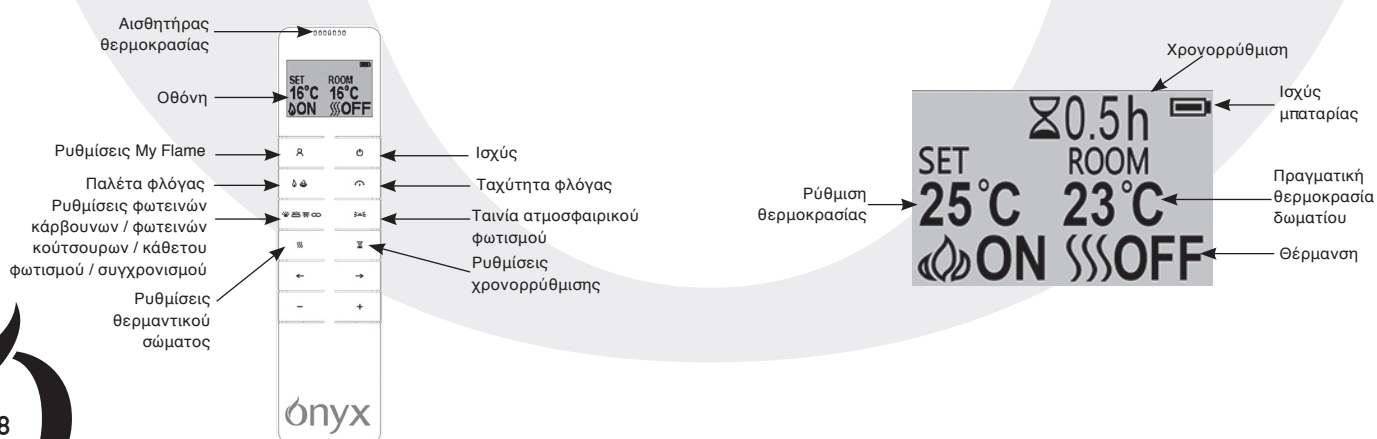 Αισθητήρας
θερμοκρασίας
Οθόνη
Ρυθμίσεις My Flame
Παλέτα φλόγας
Ρυθμίσεις φωτεινών
κάρβουνων / φωτεινών
κούτσουρων / κάθετου
φωτισμού / συγχρονισμού
Ρυθμίσεις
θερμαντικού
σώματος
SET ROOM
16°C 16°C
ON OFF
Ισχύς
Ταχύτητα φλόγας
Ταινία ατμοσφαιρικού
φωτισμού
Ρυθμίσεις
χρονορρύθμισης
onyx
Χρονορρύθμιση
Ισχύς
μπαταρίας
Ρύθμιση
θερμοκρασίας
0.5h
SET ROOM
25°C 23°C
ON OFF
Πραγματική
θερμοκρασία
δωματίου
Θέρμανση
8